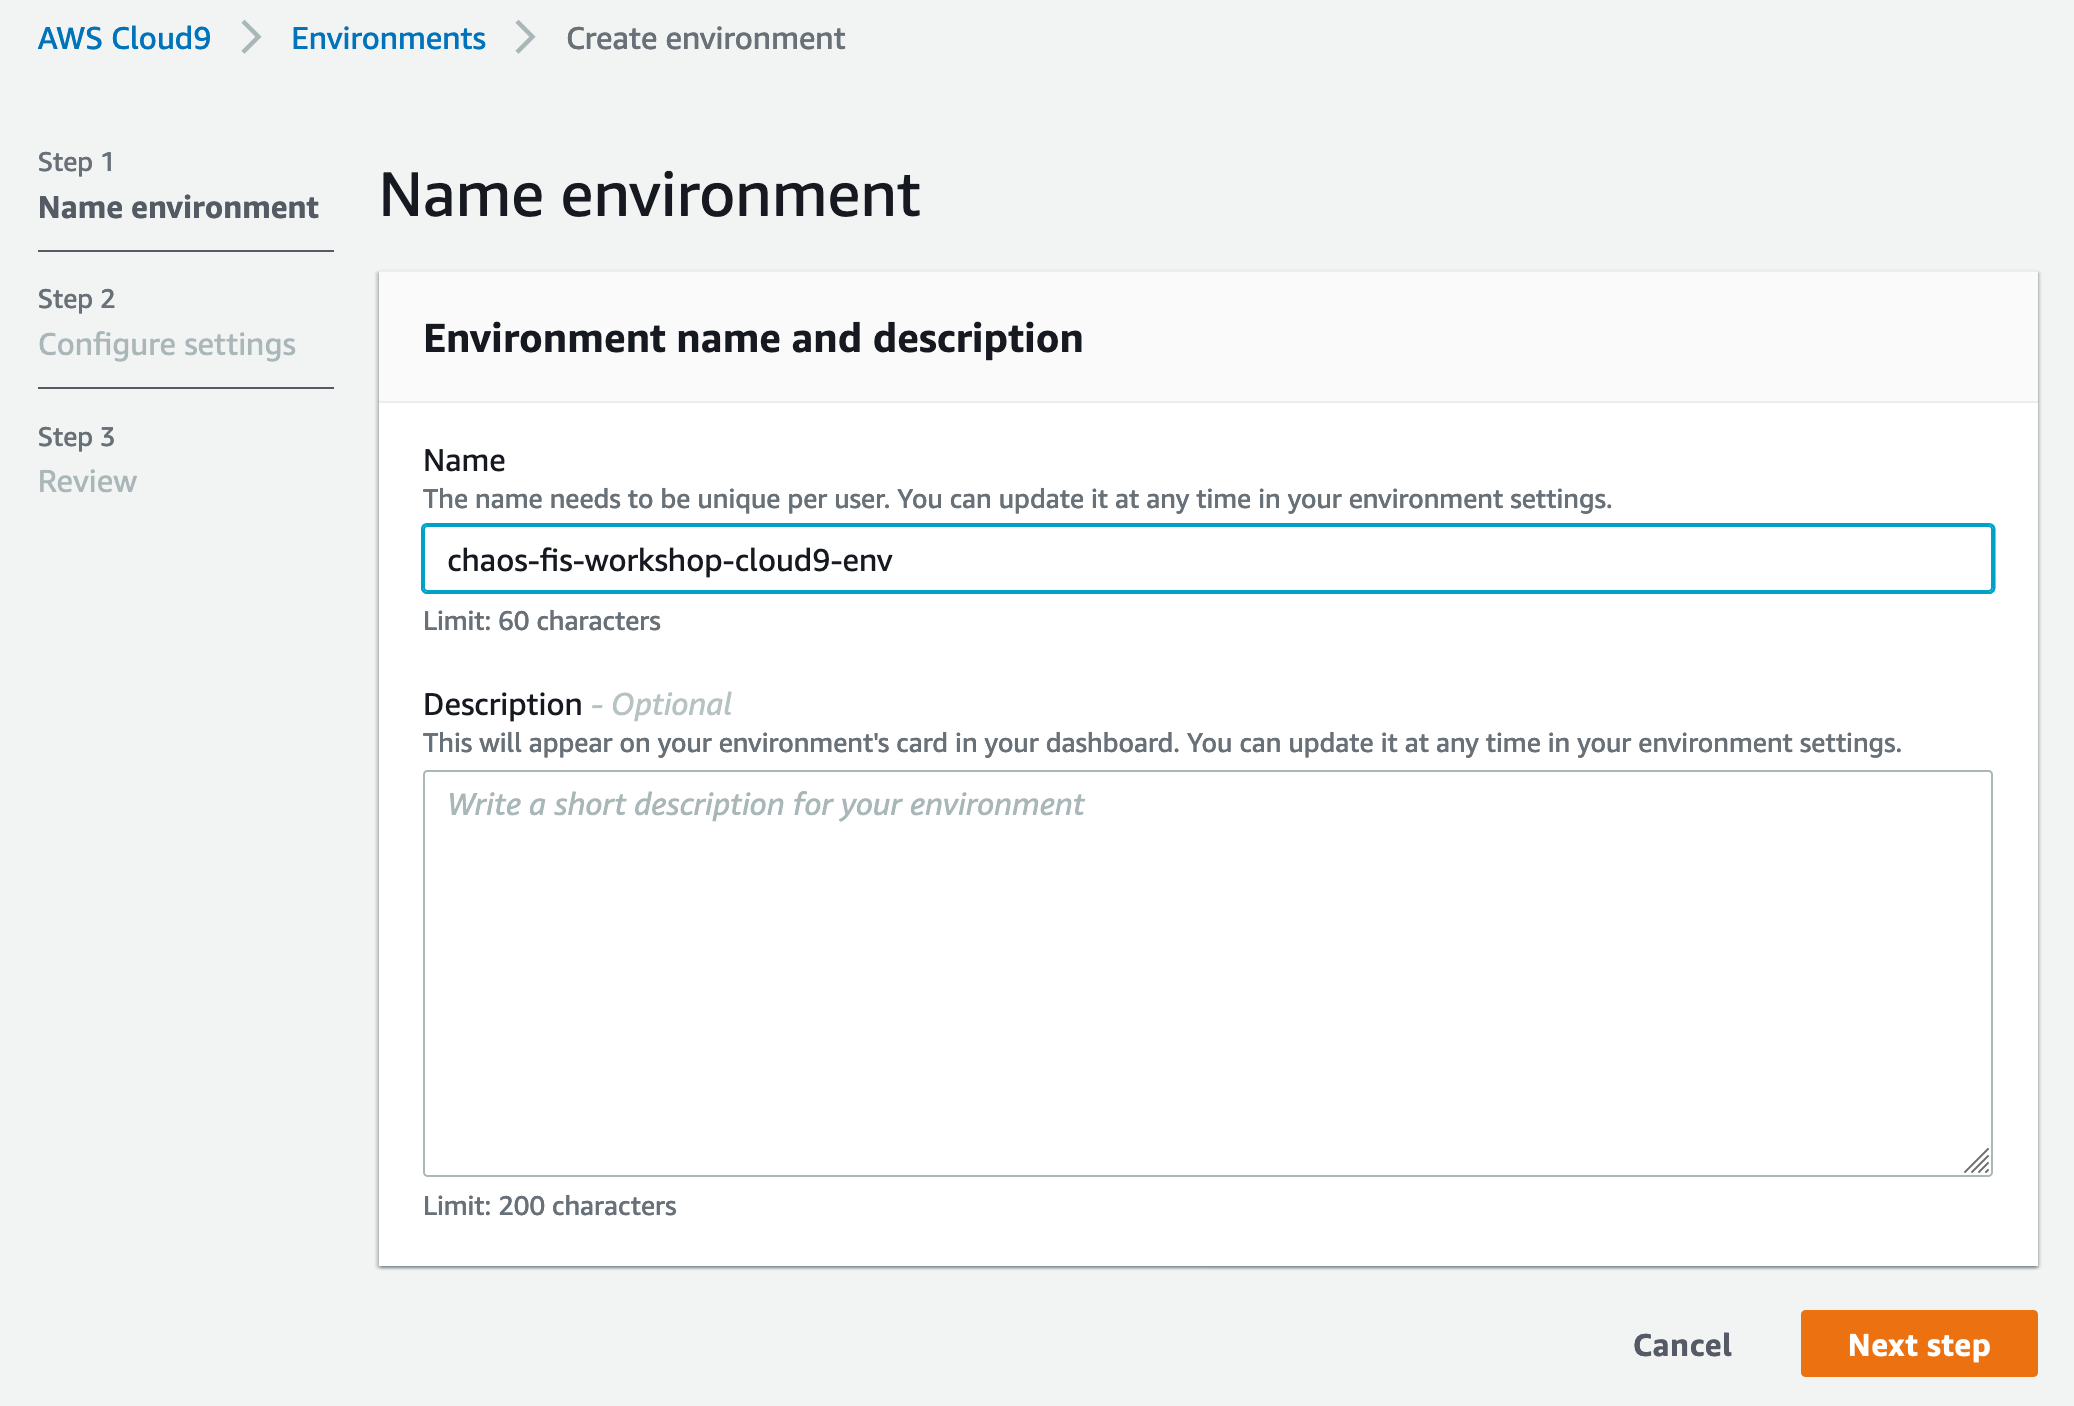 AWS Cloud9 > Environments > Create environment
Step 1
Name environment
Step 2
Configure settings
Step 3
Review
Name environment
Environment name and description
Name
The name needs to be unique per user. You can update it at any time in your environment settings.
chaos-fis-workshop-cloud9-env
Limit: 60 characters
Description - Optional
This will appear on your environment's card in your dashboard. You can update it at any time in your environment settings.
Write a short description for your environment
Limit: 200 characters
Cancel
Next step